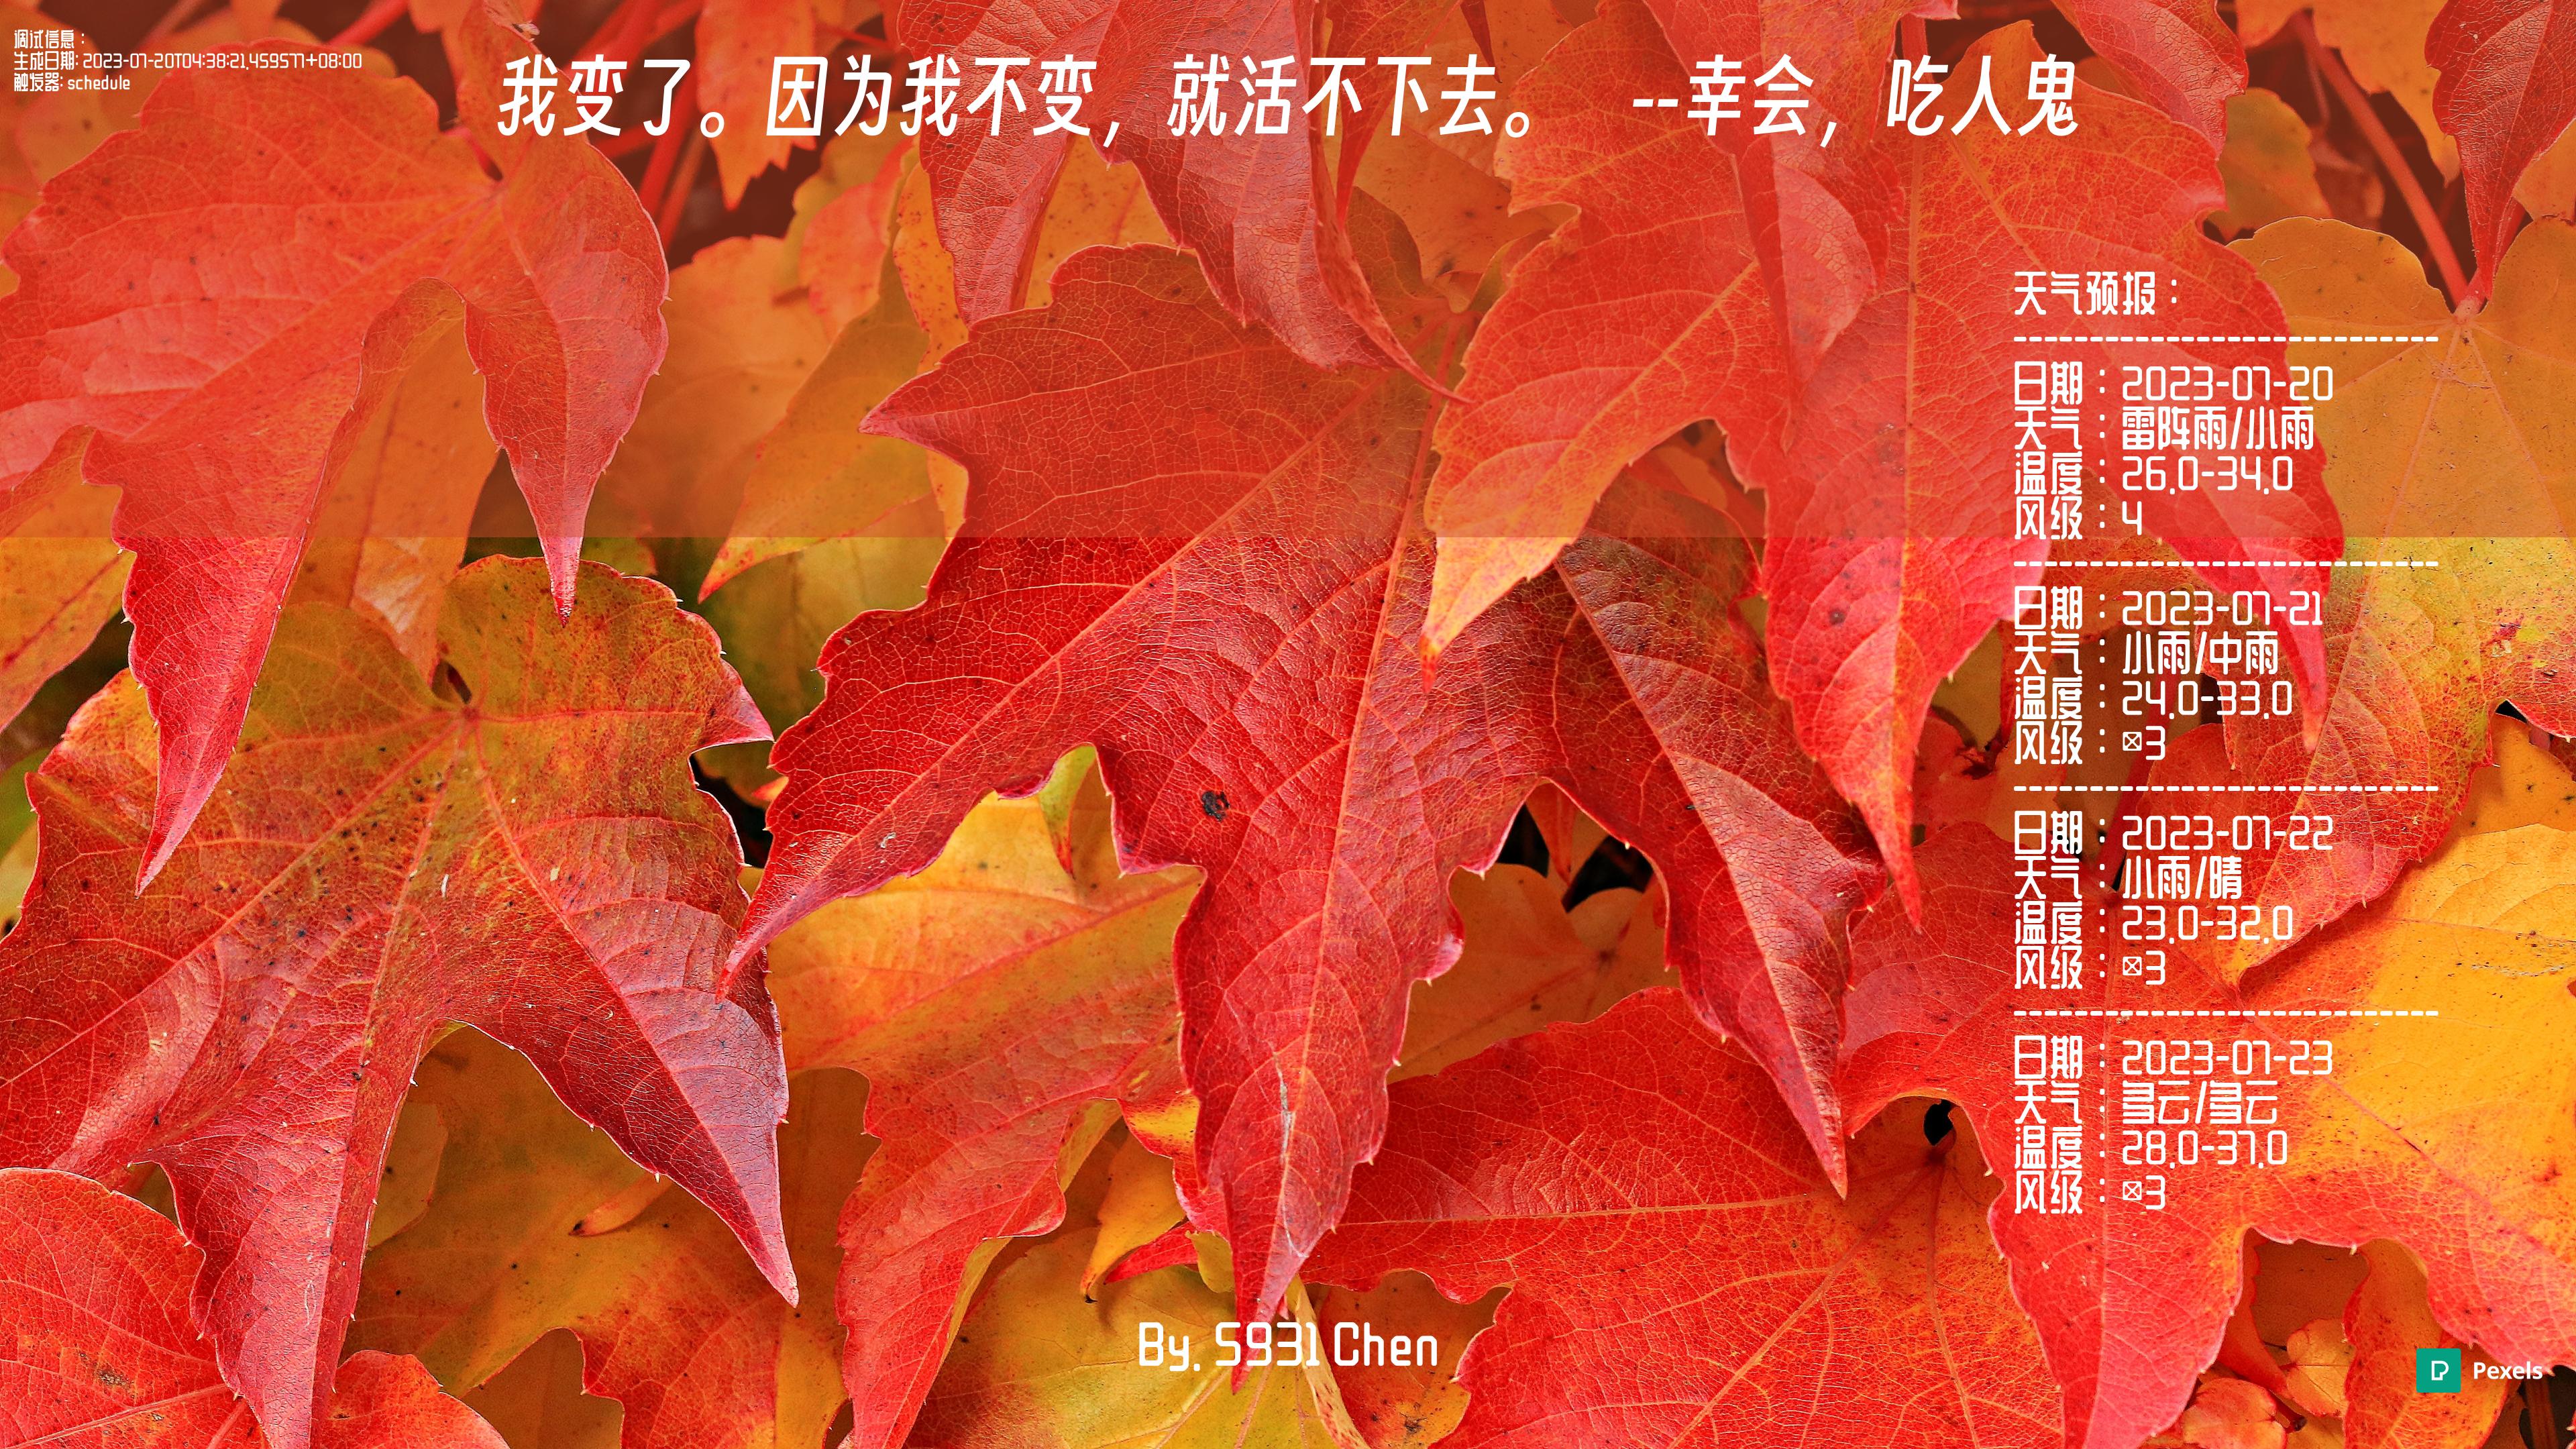 调试信息：
生成日期: 2023-07-20T04:38:21.459577+08:00
触发器: schedule
我变了。因为我不变，就活不下去。 --幸会，吃人鬼
天气预报：
----------------------------
日期：2023-07-20
天气：雷阵雨/小雨
温度：26.0-34.0
风级：4
----------------------------
日期：2023-07-21
天气：小雨/中雨
温度：24.0-33.0
风级：☒3
----------------------------
日期：2023-07-22
天气：小雨/晴
温度：23.0-32.0
风级：☒3
----------------------------
日期：2023-07-23
天气：多云/多云
温度：28.0-37.0
风级：☒3
By. S931 Chen
Pexels